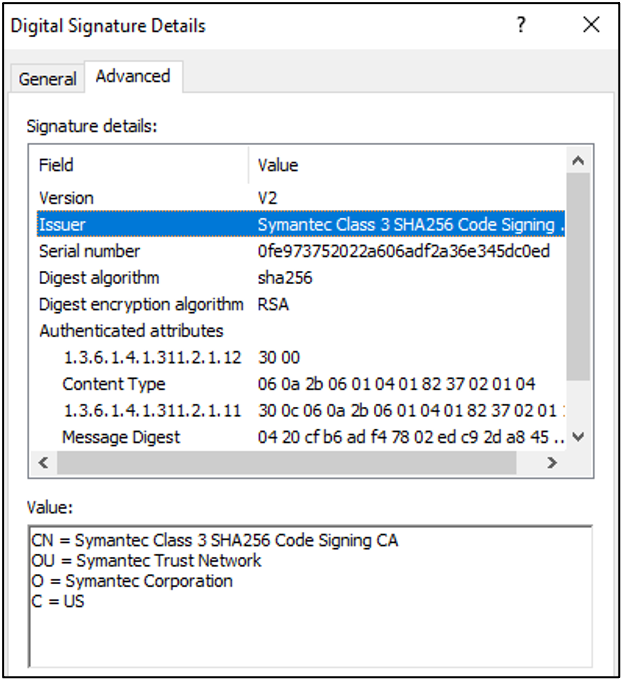 Digital Signature Details ? ×
General Advanced
Signature details:
Field Value
Version V2
Issuer Symantec Class 3 SHA256 Code Signing .
Serial number 0fe973752022a606adf2a36e345dc0ed
Digest algorithm sha256
Digest encryption algorithm RSA
Authenticated attributes
1.3.6.1.4.1.311.2.1.12 30 00
Content Type 06 0a 2b 06 01 04 01 82 37 02 01 04
1.3.6.1.4.1.311.2.1.11 30 0c 06 0a 2b 06 01 04 01 82 37 02 01
Message Digest 04 20 cf b6 ad f4 78 02 ed c9 2d a8 45 ..
Value:
CN = Symantec Class 3 SHA256 Code Signing CA
OU = Symantec Trust Network
O = Symantec Corporation
C = US